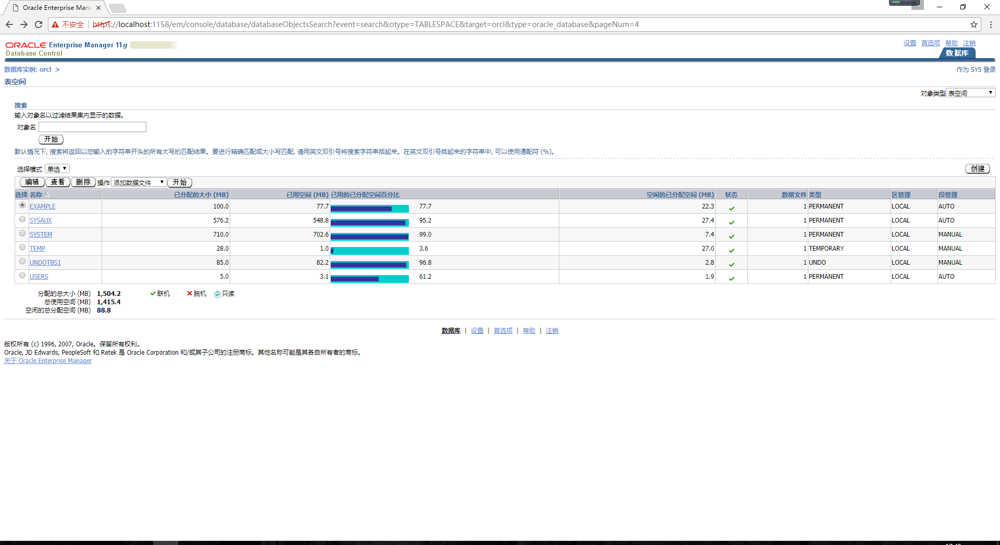 Oracle Enterprise Man
不安全 https://localhost:1158/em/console/database/databaseObjectsSearch?event=search&otype=TABLESPACE&target=orcl&type=oracle_database&pageNum=4
ORACLE Enterprise Manager 11g
Database Control
设置 首选项 帮助 注销
数据库
数据库实例: orcl >
作为 SYS 登录
表空间
对象类型 表空间
搜索
输入对象名以过滤结果集内显示的数据。
对象名
开始
默认情况下, 搜索将返回以您输入的字符串开头的所有大写的匹配结果。要进行精确匹配或大小写匹配, 请用英文双引号将搜索字符串括起来。在英文双引号括起来的字符串中, 可以使用通配符 (%)。
选择模式 单选
创建
编辑 查看 删除 操作 添加数据文件 开始
选择 名称 已分配的大小 (MB) 已用空间 (MB) 已用的已分配空间百分比 空闲的已分配空间 (MB) 状态 数据文件 类型 区管理 段管理
EXAMPLE 100.0 77.7 77.7 22.3 1 PERMANENT LOCAL AUTO
SYSAUX 576.2 548.8 95.2 27.4 1 PERMANENT LOCAL AUTO
SYSTEM 710.0 702.6 99.0 7.4 1 PERMANENT LOCAL MANUAL
TEMP 28.0 1.0 3.6 27.0 1 TEMPORARY LOCAL MANUAL
UNDOTBS1 85.0 82.2 96.8 2.8 1 UNDO LOCAL MANUAL
USERS 5.0 3.1 61.2 1.9 1 PERMANENT LOCAL AUTO
分配的总大小 (MB) 1,504.2 联机 脱机 只读
总使用空间 (MB) 1,415.4
空闲的总分配空间 (MB) 88.8
数据库 | 设置 | 首选项 | 帮助 | 注销
版权所有 (c) 1996, 2007, Oracle。保留所有权利。
Oracle, JD Edwards, PeopleSoft 和 Retek 是 Oracle Corporation 和/或其子公司的注册商标。其他名称可能是其各自所有者的商标。
关于 Oracle Enterprise Manager